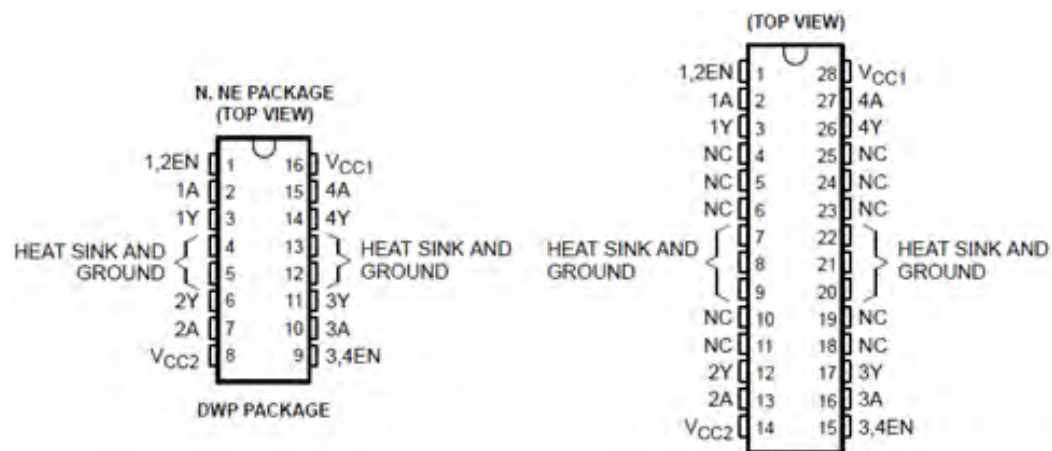 N, NE PACKAGE
(TOP VIEW)
1,2EN 1 16 VCC1
1A 2 15 4A
1Y 3 14 4Y
HEAT SINK AND GROUND 4 13 HEAT SINK AND GROUND
5 12
2Y 6 11 3Y
2A 7 10 3A
VCC2 8 9 3,4EN
DWP PACKAGE
(TOP VIEW)
1,2EN 1 28 VCC1
1A 2 27 4A
1Y 3 26 4Y
NC 4 25 NC
NC 5 24 NC
NC 6 23 NC
7 22
HEAT SINK AND GROUND 8 21 HEAT SINK AND GROUND
9 20
NC 10 19 NC
NC 11 18 NC
2Y 12 17 3Y
2A 13 16 3A
VCC2 14 15 3,4EN